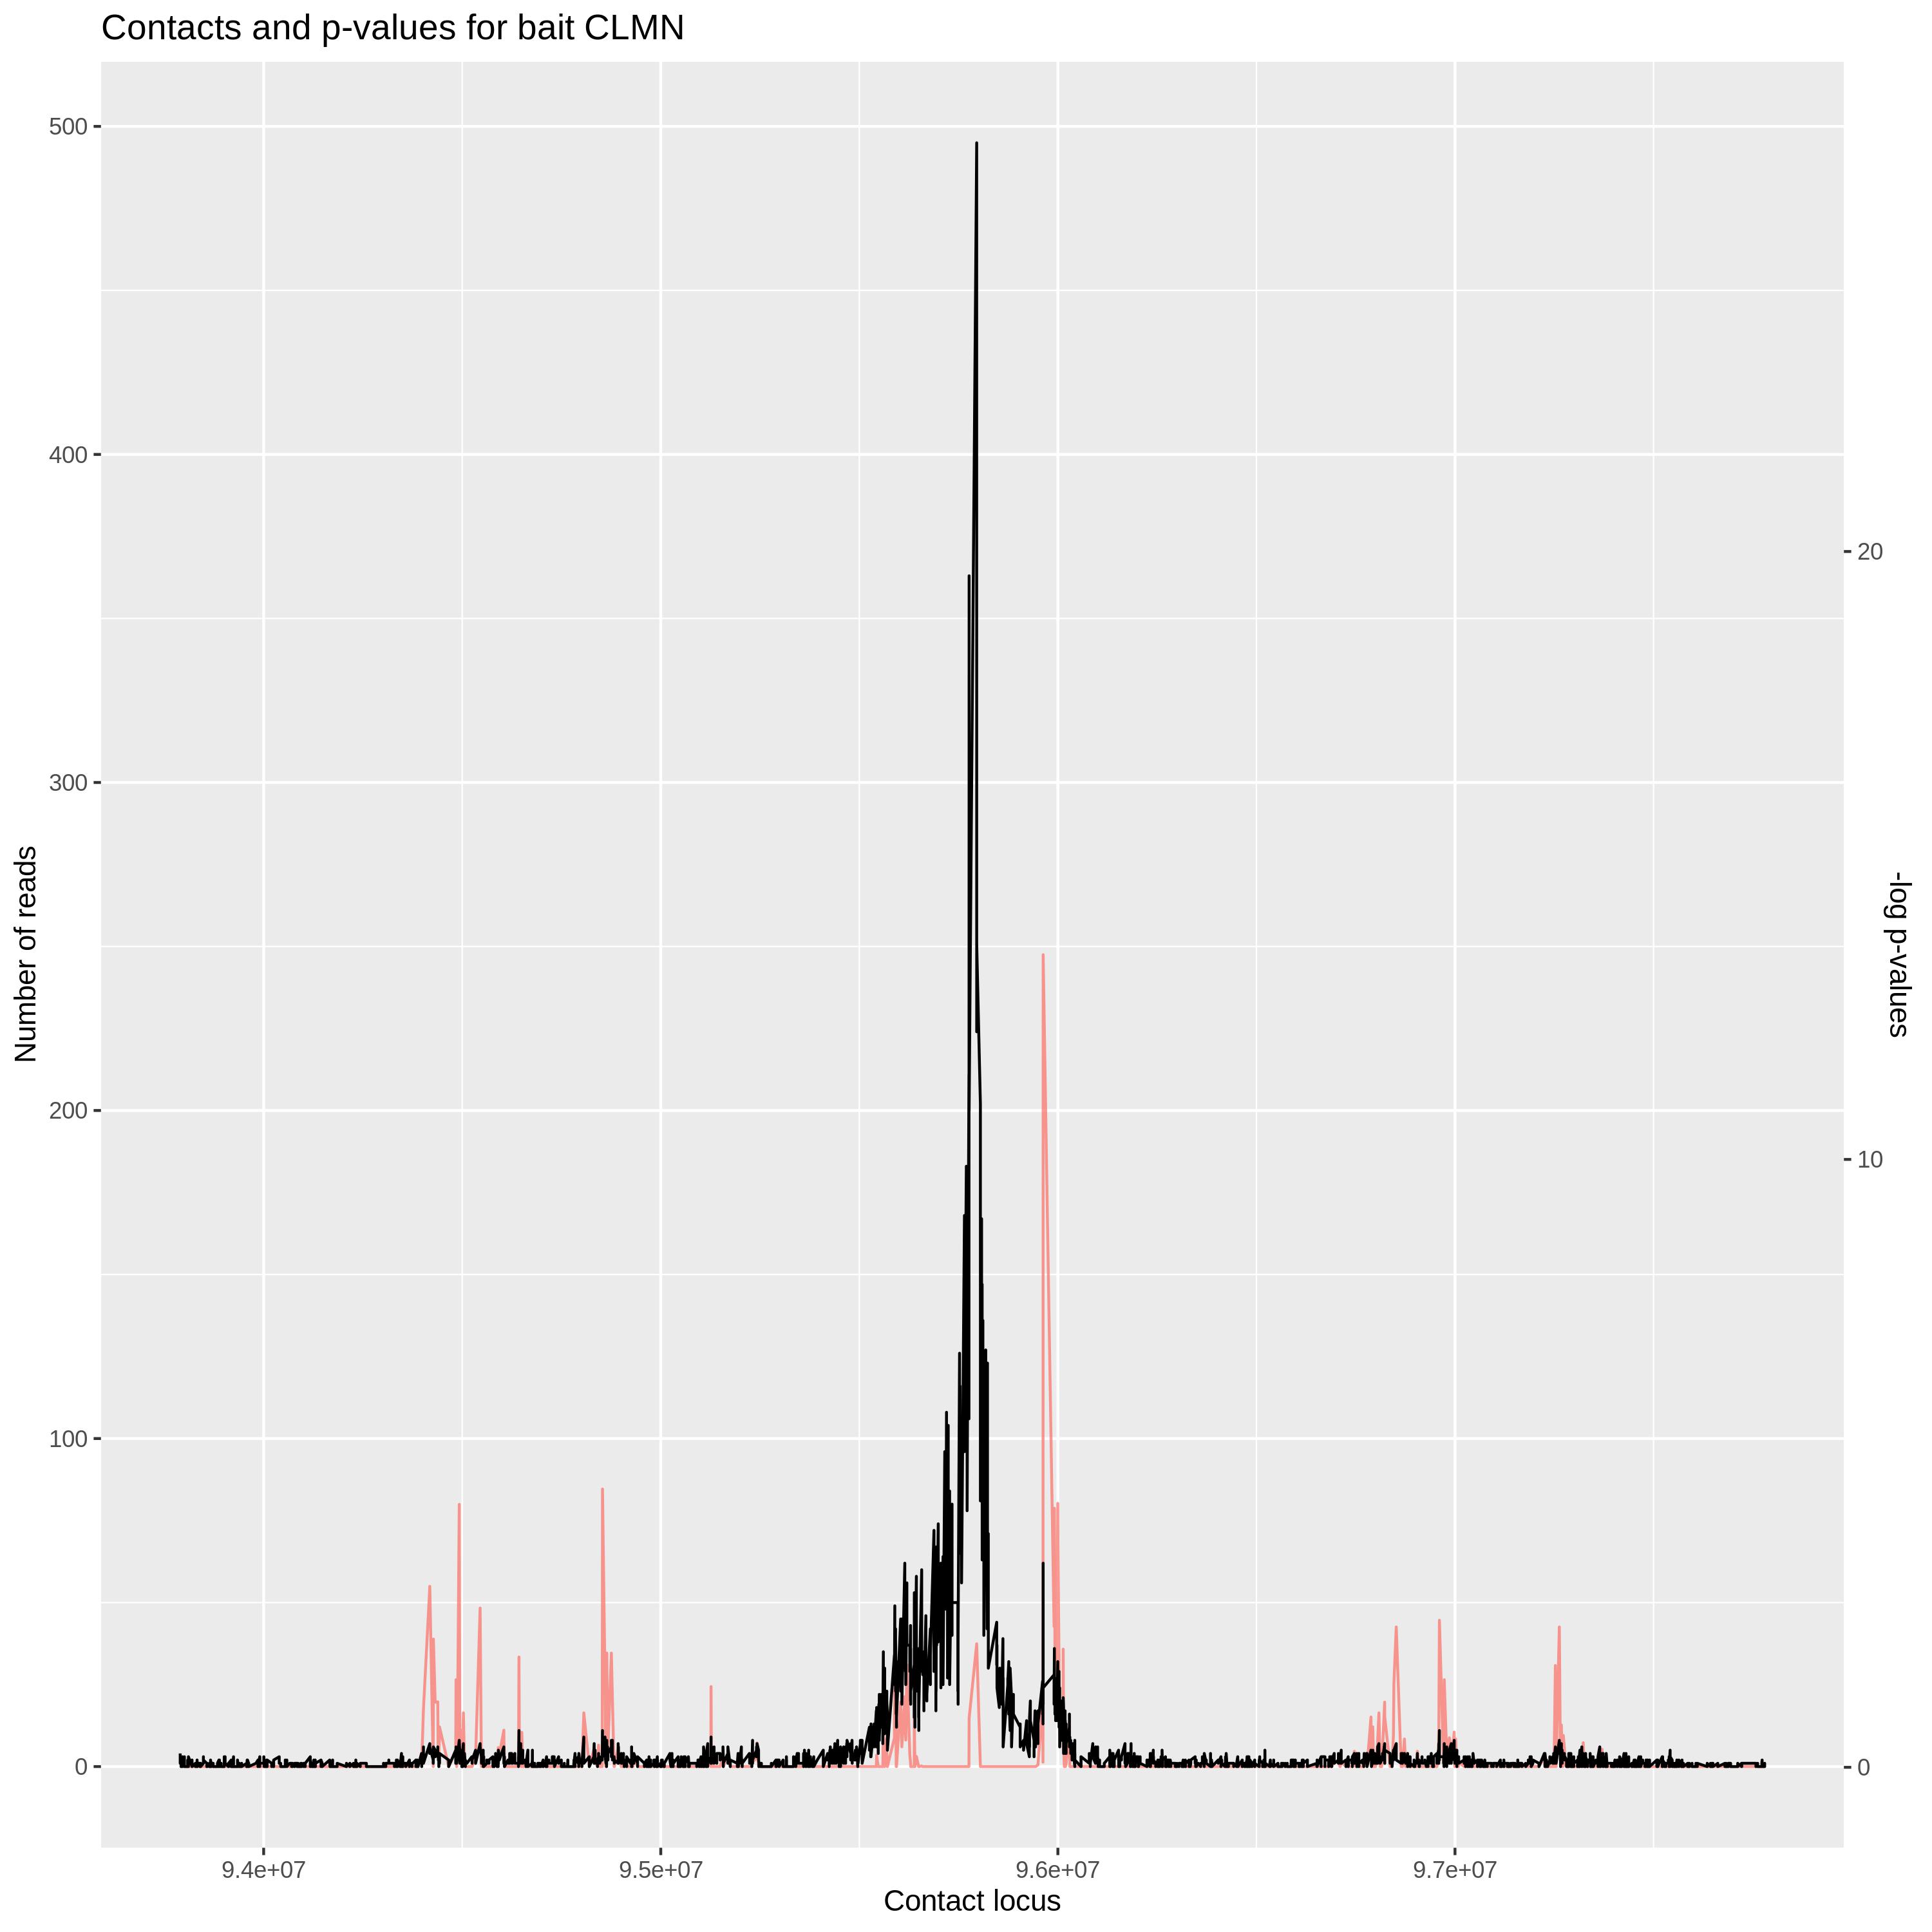 Contacts and p-values for bait CLMN
500
400
300
200
100
0
Number of reads
20
10
0
-log p-values
9.4e+07
9.5e+07
9.6e+07
9.7e+07
Contact locus